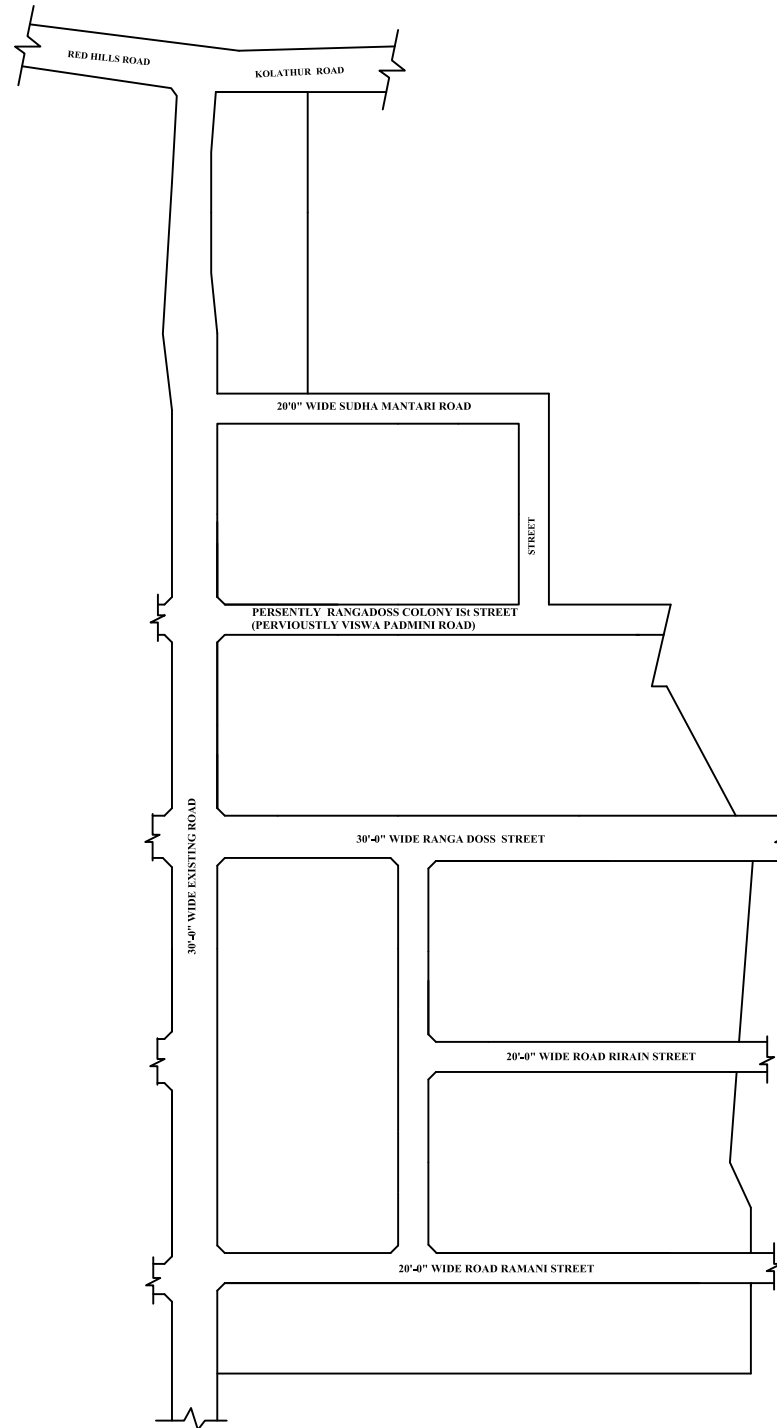 RED HILLS ROAD
KOLATHUR ROAD
20'0" WIDE SUDHA MANTARI ROAD
STREET
PERSENTLY RANGADOSS COLONY ISt STREET
(PERVIOUSTLY VISWA PADMINI ROAD)
30'-0" WIDE EXISTING ROAD
30'-0" WIDE RANGA DOSS STREET
20'-0" WIDE ROAD RIRAIN STREET
20'-0" WIDE ROAD RAMANI STREET